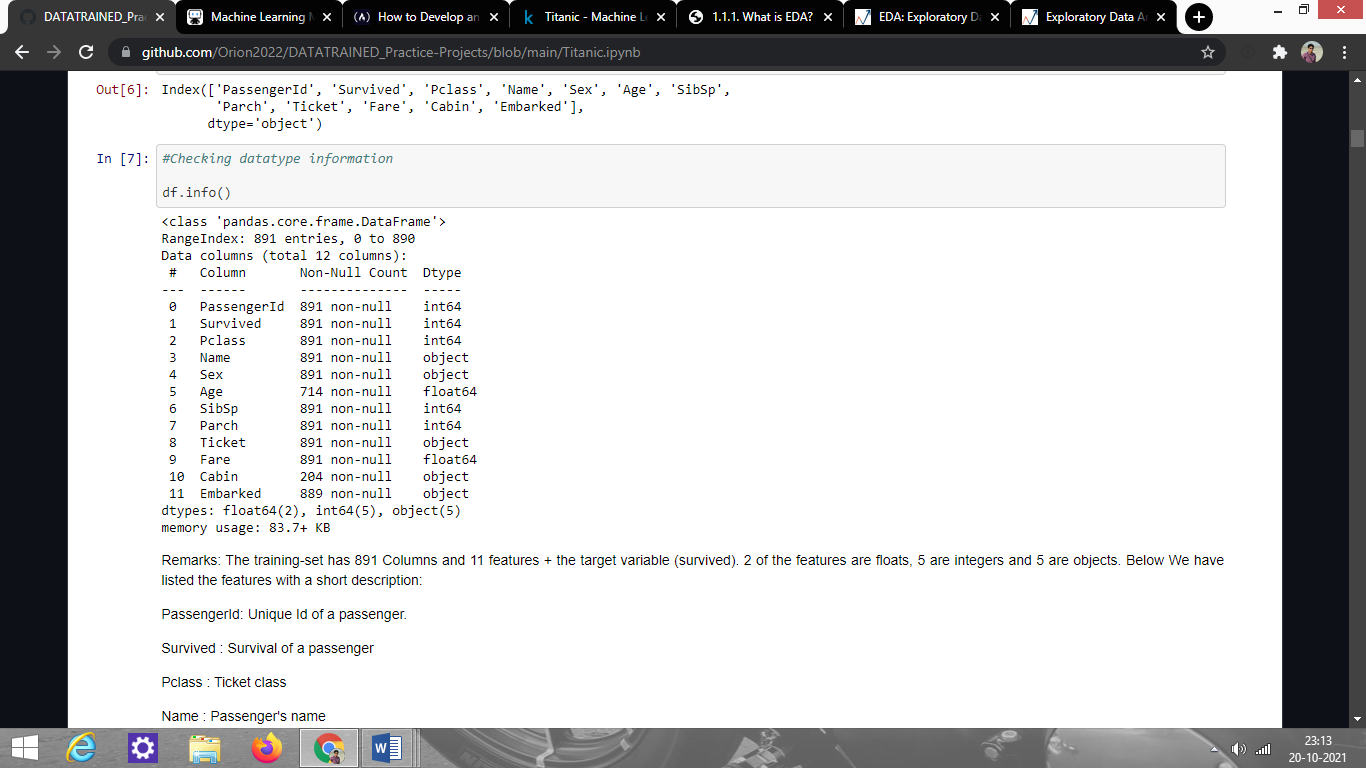 DATATRAINED_Pra
Machine Learning
How to Develop an
Titanic - Machine L
1.1.1. What is EDA?
EDA: Exploratory D
Exploratory Data A
github.com/Orion2022/DATATRAINED_Practice-Projects/blob/main/Titanic.ipynb
Out[6]: Index(['PassengerId', 'Survived', 'Pclass', 'Name', 'Sex', 'Age', 'SibSp',
'Parch', 'Ticket', 'Fare', 'Cabin', 'Embarked'],
dtype='object')
In [7]: #Checking datatype information
df.info()
<class 'pandas.core.frame.DataFrame'>
RangeIndex: 891 entries, 0 to 890
Data columns (total 12 columns):
# Column Non-Null Count Dtype
--- ------ -------------- -----
0 PassengerId 891 non-null int64
1 Survived 891 non-null int64
2 Pclass 891 non-null int64
3 Name 891 non-null object
4 Sex 891 non-null object
5 Age 714 non-null float64
6 SibSp 891 non-null int64
7 Parch 891 non-null int64
8 Ticket 891 non-null object
9 Fare 891 non-null float64
10 Cabin 204 non-null object
11 Embarked 889 non-null object
dtypes: float64(2), int64(5), object(5)
memory usage: 83.7+ KB
Remarks: The training-set has 891 Columns and 11 features + the target variable (survived). 2 of the features are floats, 5 are integers and 5 are objects. Below We have
listed the features with a short description:
PassengerId: Unique Id of a passenger.
Survived : Survival of a passenger
Pclass : Ticket class
Name : Passenger's name
23:13
20-10-2021